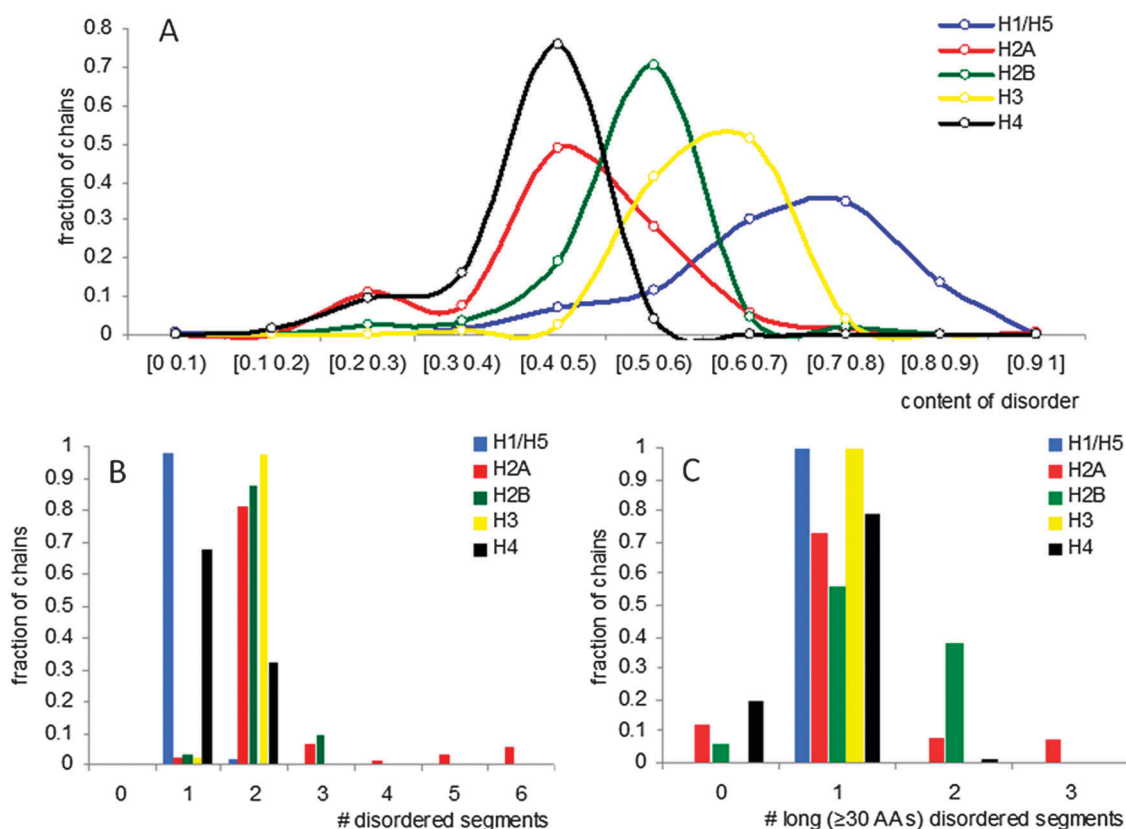 A
fraction of chains
0.8
0.7
0.6
0.5
0.4
0.3
0.2
0.1
0
[0 0.1) [0.1 0.2) [0.2 0.3) [0.3 0.4) [0.4 0.5) [0.5 0.6) [0.6 0.7) [0.7 0.8) [0.8 0.9) [0.9 1]
content of disorder
H1/H5
H2A
H2B
H3
H4
B
fraction of chains
1
0.9
0.8
0.7
0.6
0.5
0.4
0.3
0.2
0.1
0
0 1 2 3 4 5 6
# disordered segments
H1/H5
H2A
H2B
H3
H4
C
fraction of chains
1
0.9
0.8
0.7
0.6
0.5
0.4
0.3
0.2
0.1
0
0 1 2 3
# long (≥30 AAs) disordered segments
H1/H5
H2A
H2B
H3
H4